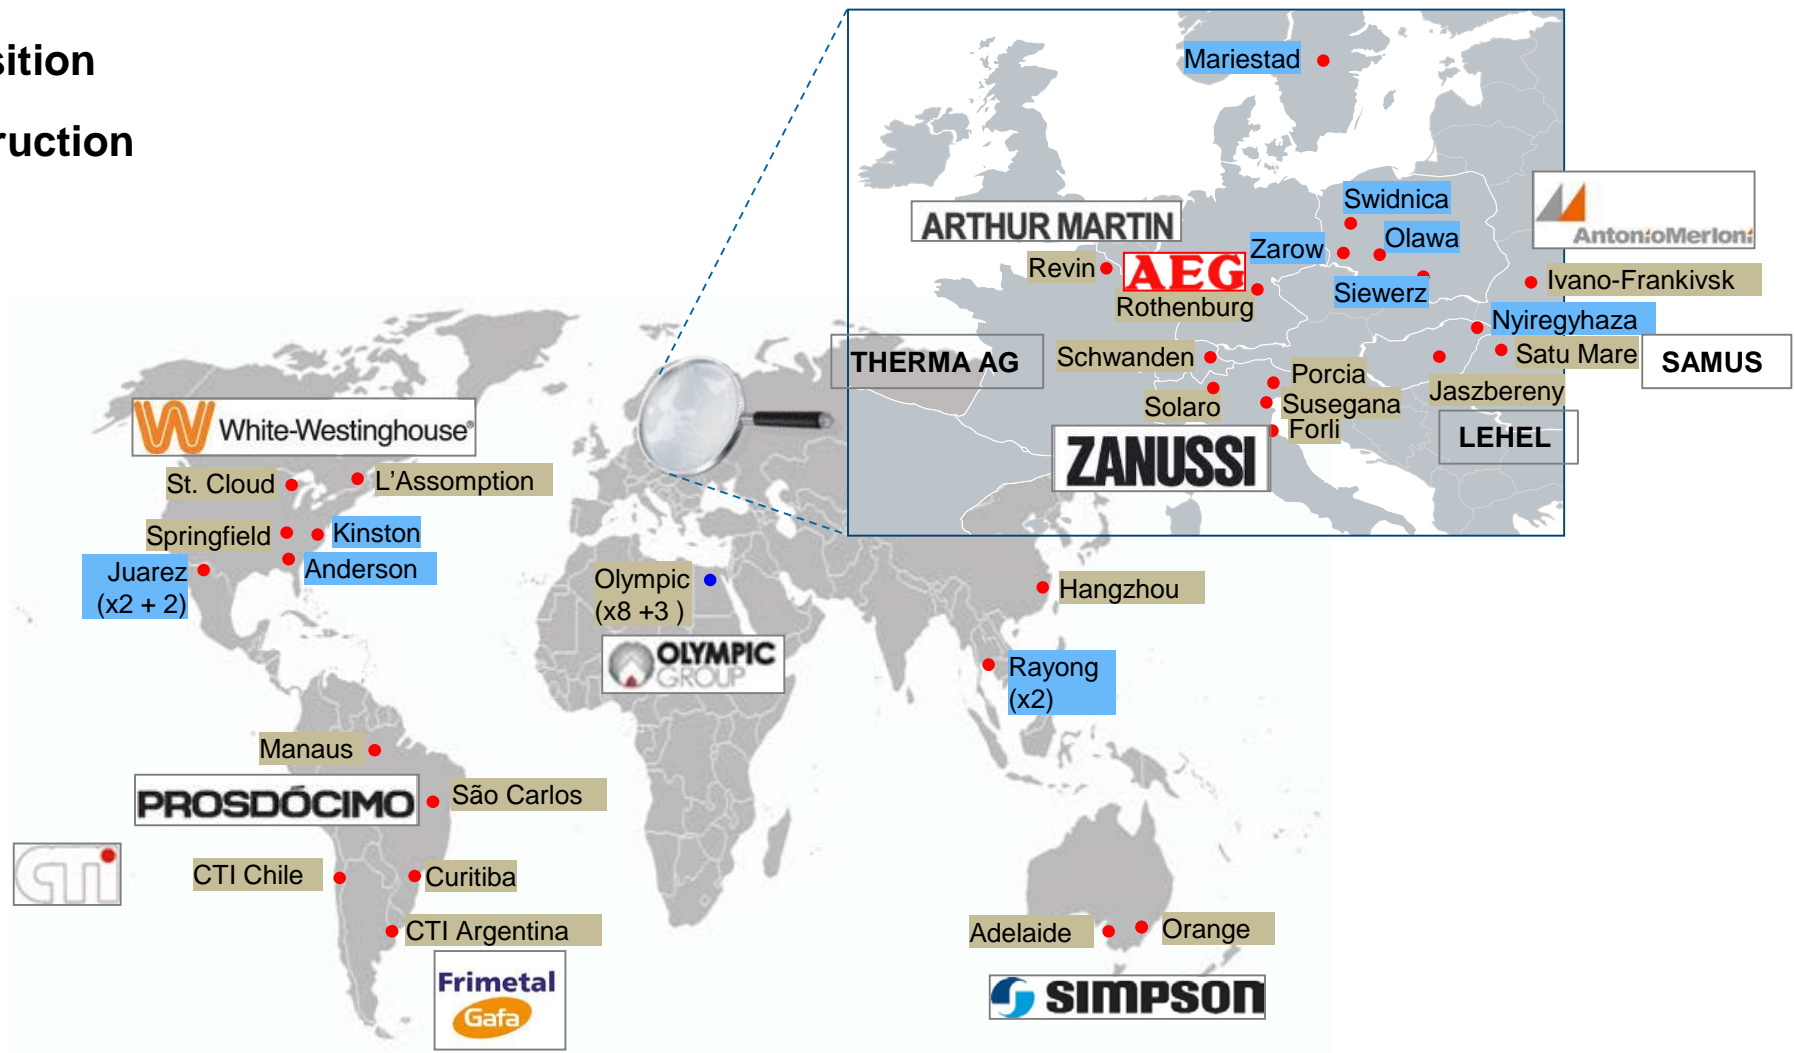 sition
ruction
Mariestad
Swidnica
Zarow
Olawa
Siewerz
ARTHUR MARTIN
AntonioMerloni
Revin
AEG
Rothenburg
Ivano-Frankivsk
Nyiregyhaza
THERMA AG
Schwanden
Satu Mare
SAMUS
Porcia
Jaszbereny
Solaro
Susegana
Forli
LEHEL
ZANUSSI
White-Westinghouse®
St. Cloud
L'Assomption
Springfield
Kinston
Juarez
(x2 + 2)
Anderson
Olympic
(x8 +3 )
OLYMPIC
GROUP
Hangzhou
Rayong
(x2)
Manaus
PROSDÓCIMO
São Carlos
CTI
CTI Chile
Curitiba
CTI Argentina
Frimetal
Gafa
Adelaide
Orange
SIMPSON